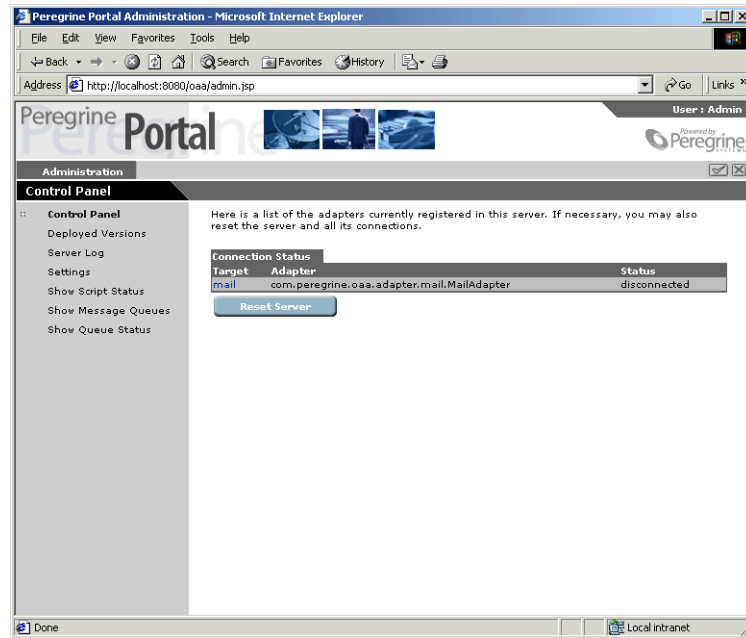 Peregrine Portal Administration - Microsoft Internet Explorer
File Edit View Favorites Tools Help
Back Search Favorites History
Address http://localhost:8080/oaa/admin.jsp Go Links »
Peregrine Portal
User : Admin
Powered by
Peregrine
SYSTEMS
Administration
Control Panel
Control Panel
Deployed Versions
Server Log
Settings
Show Script Status
Show Message Queues
Show Queue Status
Here is a list of the adapters currently registered in this server. If necessary, you may also
reset the server and all its connections.
Connection Status
Target Adapter Status
mail com.peregrine.oaa.adapter.mail.MailAdapter disconnected
Reset Server
Done Local intranet